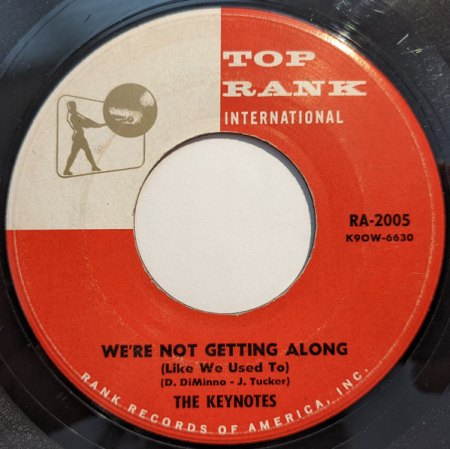 TOP
RANK
INTERNATIONAL
RA-2005
K9OW-6630
WE'RE NOT GETTING ALONG
(Like We Used To)
(D. DiMinno - J. Tucker)
THE KEYNOTES
RANK RECORDS OF AMERICA, INC.